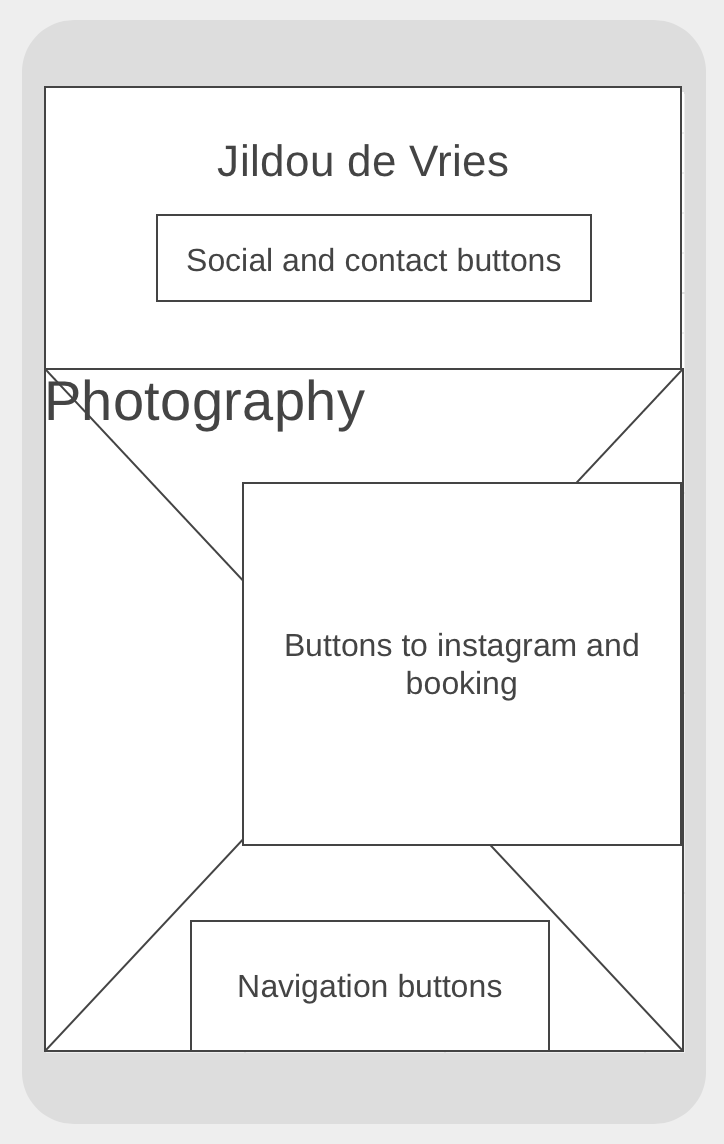 Jildou de Vries
Social and contact buttons
Photography
Buttons to instagram and
booking
Navigation buttons